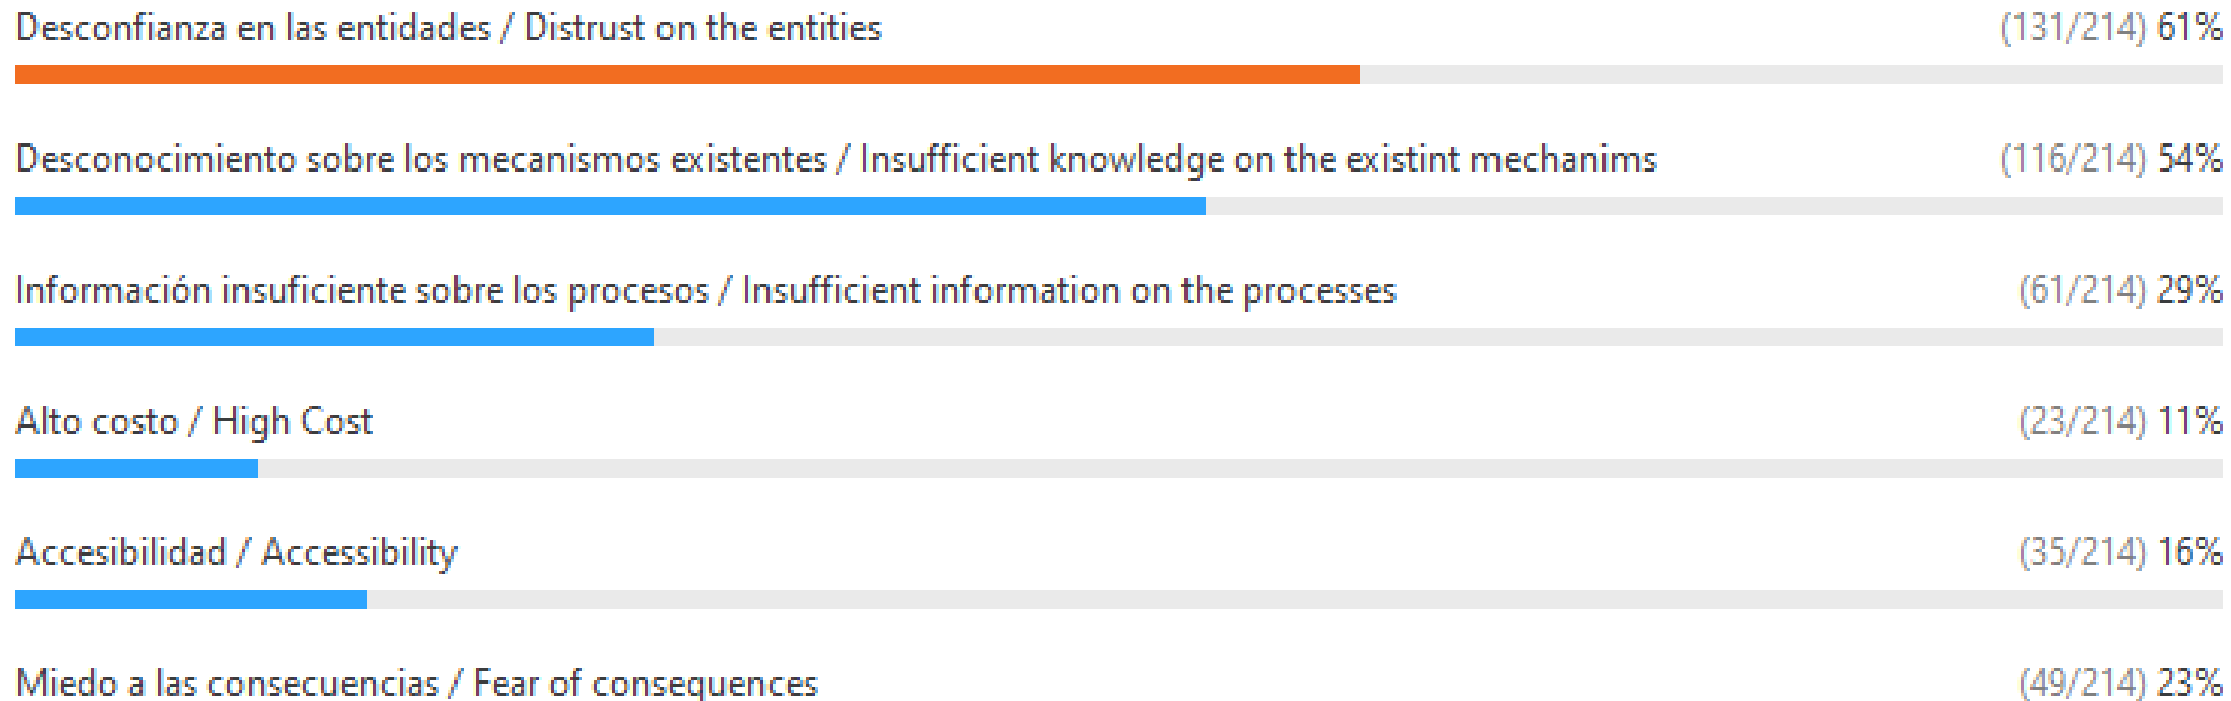 Desconfianza en las entidades / Distrust on the entities (131/214) 61%
Desconocimiento sobre los mecanismos existentes / Insufficient knowledge on the existint mechanims (116/214) 54%
Información insuficiente sobre los procesos / Insufficient information on the processes (61/214) 29%
Alto costo / High Cost (23/214) 11%
Accesibilidad / Accessibility (35/214) 16%
Miedo a las consecuencias / Fear of consequences (49/214) 23%